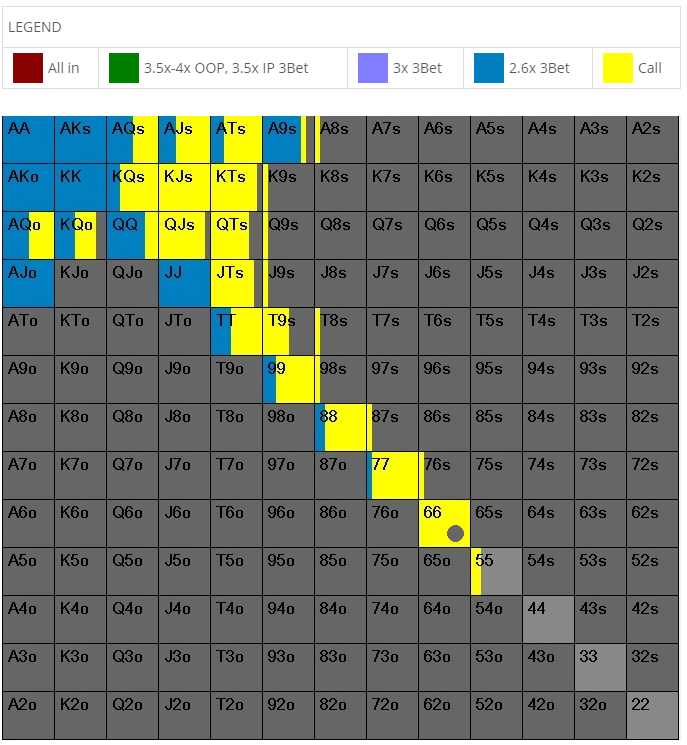 LEGEND
All in 3.5x-4x OOP, 3.5x IP 3Bet 3x 3Bet 2.6x 3Bet Call
AA AKs AQs AJs ATs A9s A8s A7s A6s A5s A4s A3s A2s
AKo KK KQs KJs KTs K9s K8s K7s K6s K5s K4s K3s K2s
AQo KQo QQ QJs QTs Q9s Q8s Q7s Q6s Q5s Q4s Q3s Q2s
AJo KJo QJo JJ JTs J9s J8s J7s J6s J5s J4s J3s J2s
ATo KTo QTo JTo TT T9s T8s T7s T6s T5s T4s T3s T2s
A9o K9o Q9o J9o T9o 99 98s 97s 96s 95s 94s 93s 92s
A8o K8o Q8o J8o T8o 98o 88 87s 86s 85s 84s 83s 82s
A7o K7o Q7o J7o T7o 97o 87o 77 76s 75s 74s 73s 72s
A6o K6o Q6o J6o T6o 96o 86o 76o 66 65s 64s 63s 62s
A5o K5o Q5o J5o T5o 95o 85o 75o 65o 55 54s 53s 52s
A4o K4o Q4o J4o T4o 94o 84o 74o 64o 54o 44 43s 42s
A3o K3o Q3o J3o T3o 93o 83o 73o 63o 53o 43o 33 32s
A2o K2o Q2o J2o T2o 92o 82o 72o 62o 52o 42o 32o 22